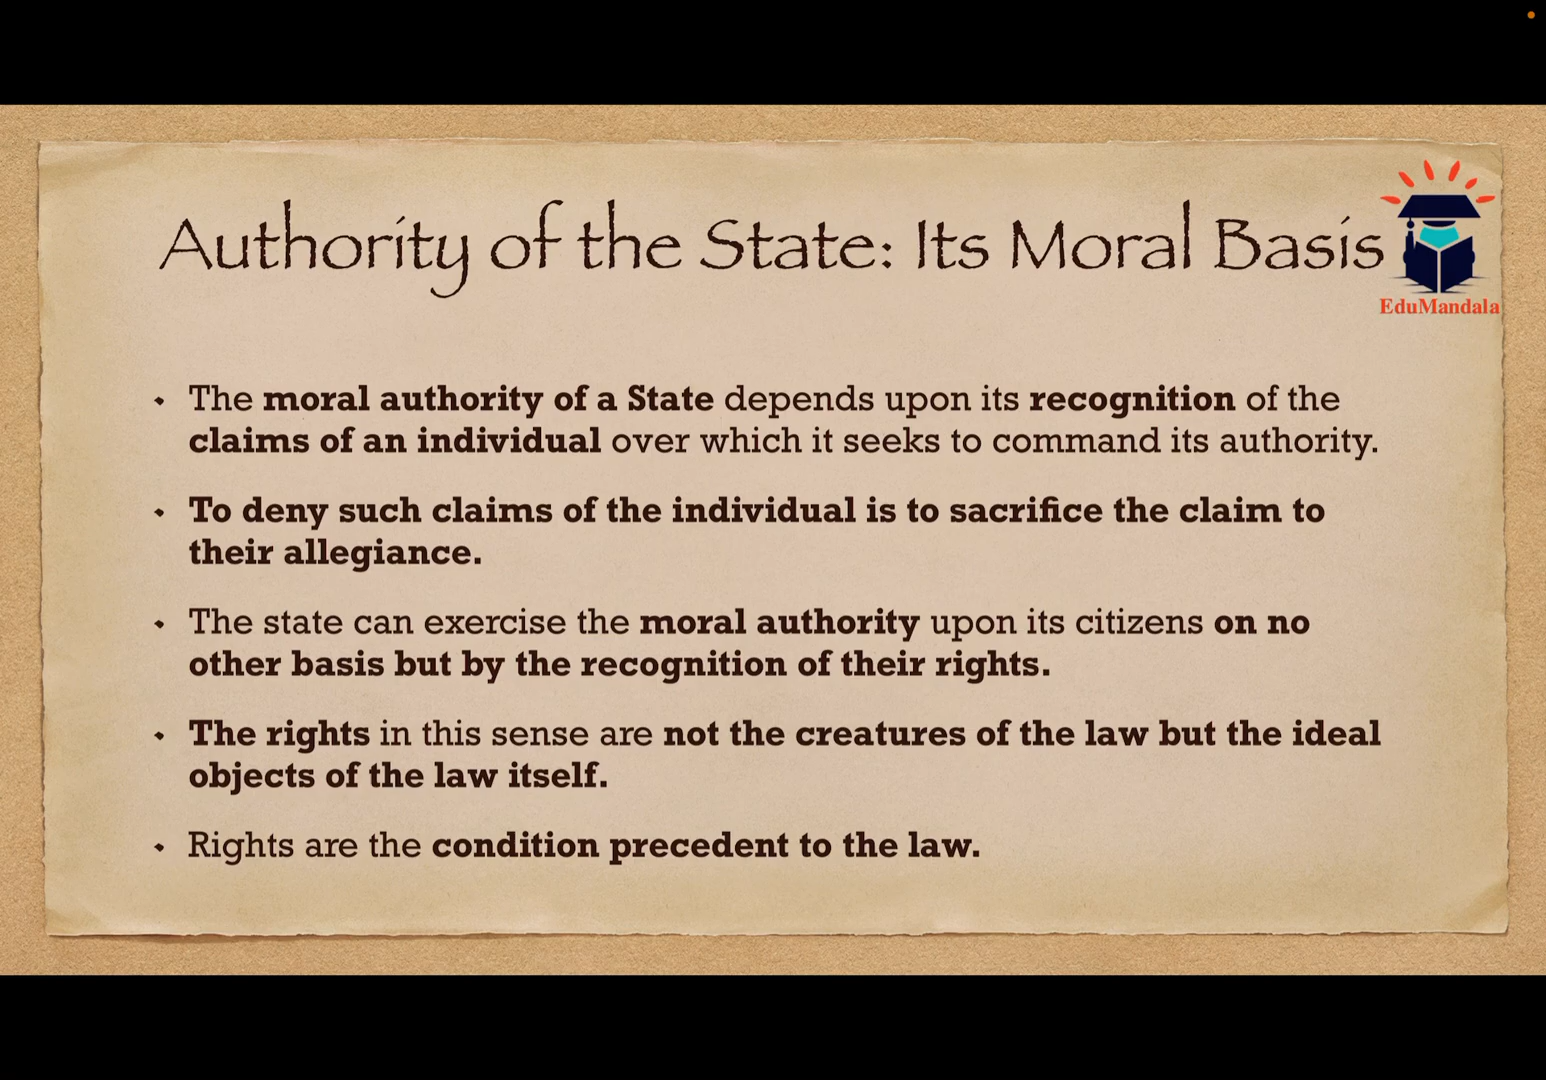 Authority of the State: Its Moral Basis
EduMandala
• The moral authority of a State depends upon its recognition of the
claims of an individual over which it seeks to command its authority.
• To deny such claims of the individual is to sacrifice the claim to
their allegiance.
• The state can exercise the moral authority upon its citizens on no
other basis but by the recognition of their rights.
• The rights in this sense are not the creatures of the law but the ideal
objects of the law itself.
• Rights are the condition precedent to the law.